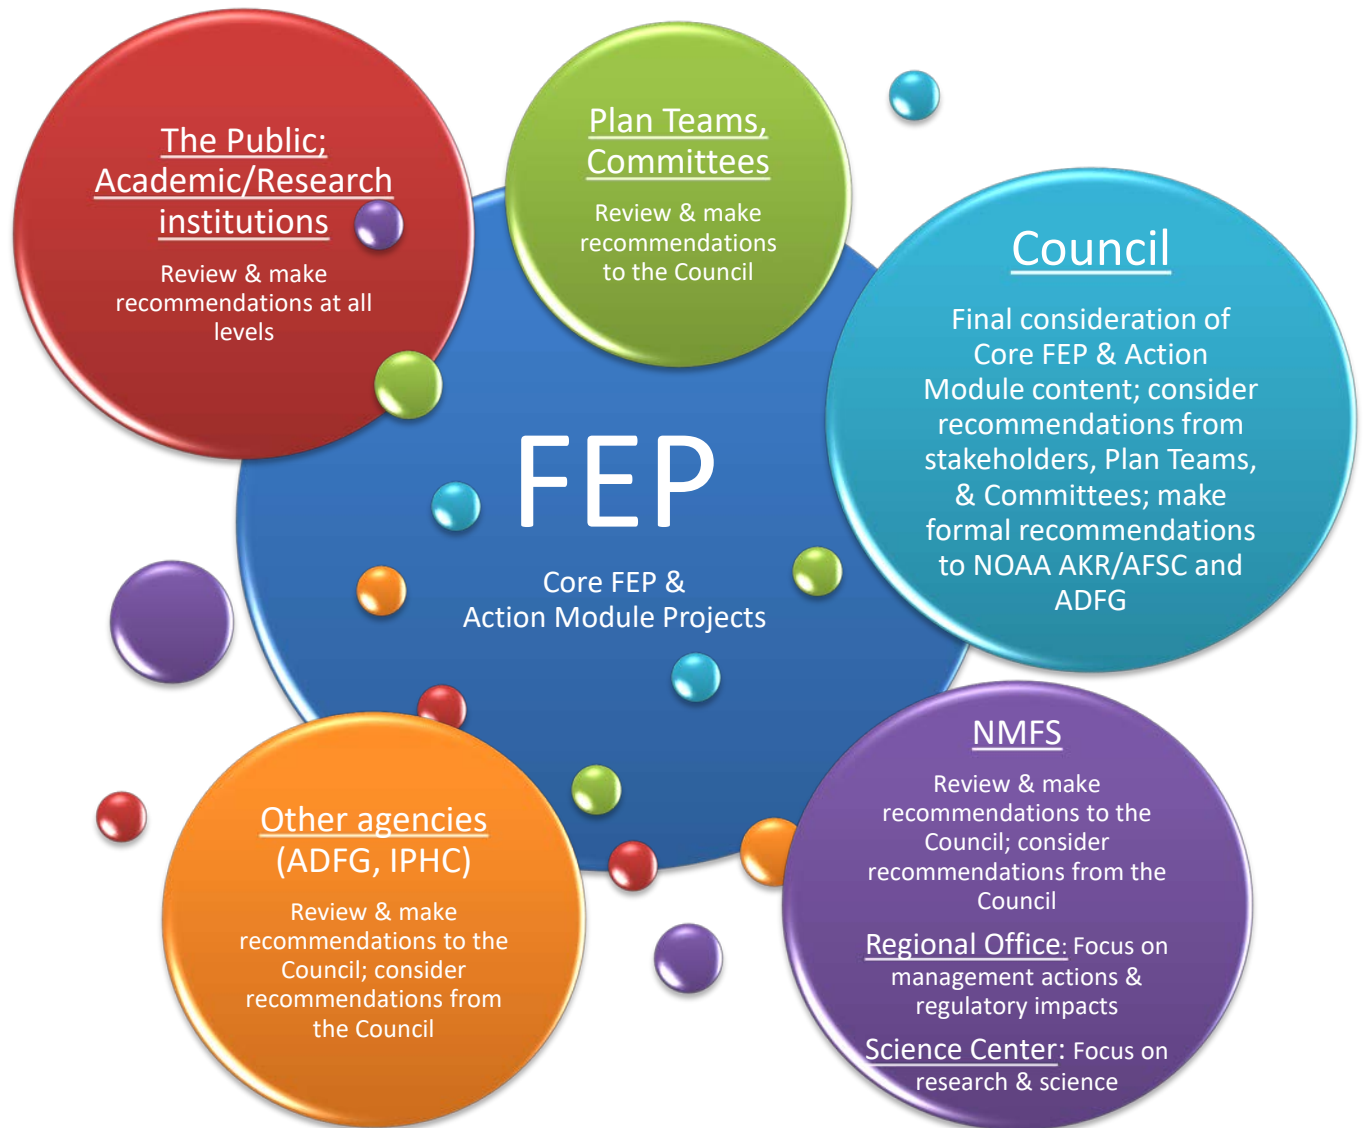 The Public;
Academic/Research
institutions
Review & make
recommendations at all
levels
Plan Teams,
Committees
Review & make
recommendations
to the Council
Council
Final consideration of
Core FEP & Action
Module content; consider
recommendations from
stakeholders, Plan Teams,
& Committees; make
formal recommendations
to NOAA AKR/AFSC and
ADFG
FEP
Core FEP &
Action Module Projects
Other agencies
(ADFG, IPHC)
Review & make
recommendations to the
Council; consider
recommendations from
the Council
NMFS
Review & make
recommendations to the
Council; consider
recommendations from the
Council
Regional Office: Focus on
management actions &
regulatory impacts
Science Center: Focus on
research & science